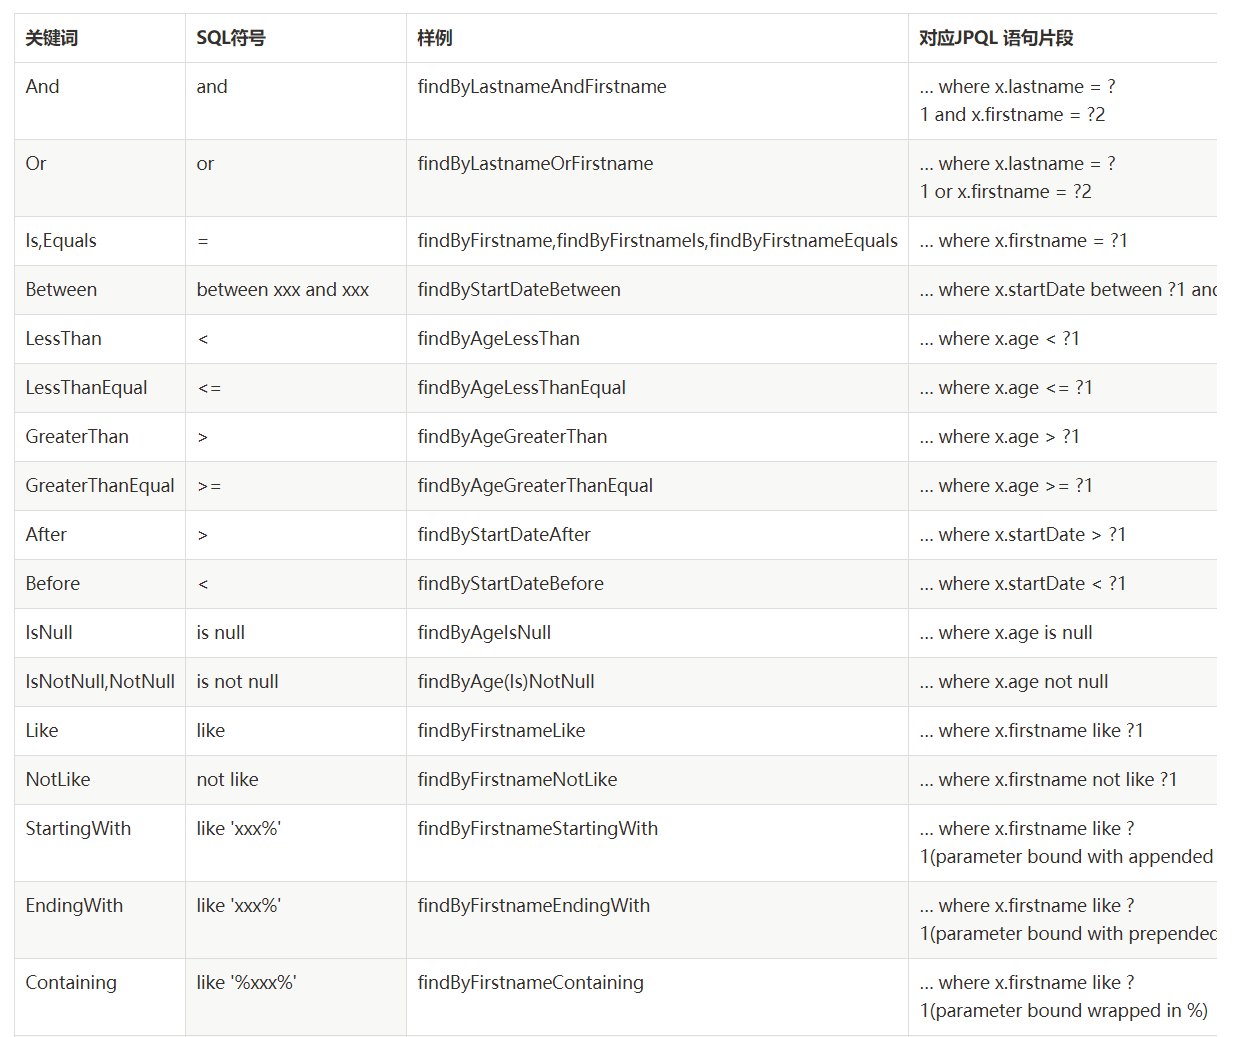 关键词 SQL符号 样例 对应JPQL 语句片段
And and findByLastnameAndFirstname … where x.lastname = ?
1 and x.firstname = ?2
Or or findByLastnameOrFirstname … where x.lastname = ?
1 or x.firstname = ?2
Is,Equals = findByFirstname,findByFirstnameIs,findByFirstnameEquals … where x.firstname = ?1
Between between xxx and xxx findByStartDateBetween … where x.startDate between ?1 and
LessThan < findByAgeLessThan … where x.age < ?1
LessThanEqual <= findByAgeLessThanEqual … where x.age <= ?1
GreaterThan > findByAgeGreaterThan … where x.age > ?1
GreaterThanEqual >= findByAgeGreaterThanEqual … where x.age >= ?1
After > findByStartDateAfter … where x.startDate > ?1
Before < findByStartDateBefore … where x.startDate < ?1
IsNull is null findByAgeIsNull … where x.age is null
IsNotNull,NotNull is not null findByAge(Is)NotNull … where x.age not null
Like like findByFirstnameLike … where x.firstname like ?1
NotLike not like findByFirstnameNotLike … where x.firstname not like ?1
StartingWith like 'xxx%' findByFirstnameStartingWith … where x.firstname like ?
1(parameter bound with appended
EndingWith like 'xxx%' findByFirstnameEndingWith … where x.firstname like ?
1(parameter bound with prepended
Containing like '%xxx%' findByFirstnameContaining … where x.firstname like ?
1(parameter bound wrapped in %)